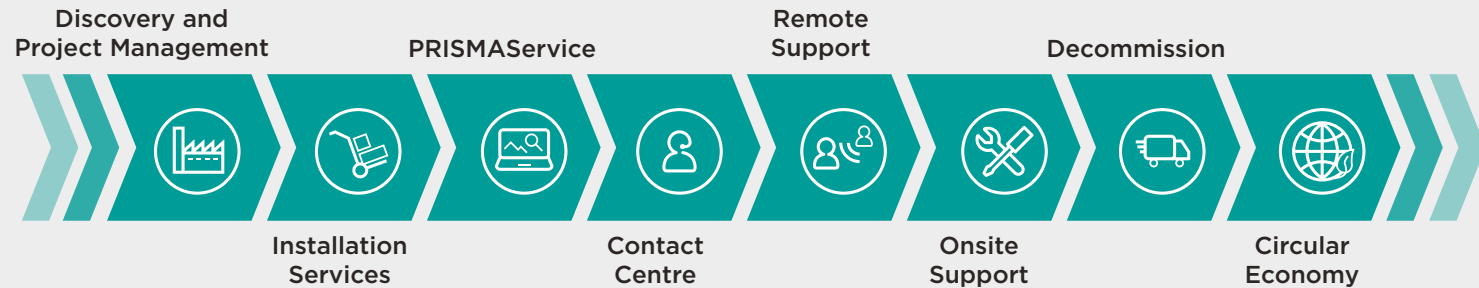 Discovery and
Project Management
Installation
Services
PRISMAService
Contact
Centre
Remote
Support
Onsite
Support
Decommission
Circular
Economy